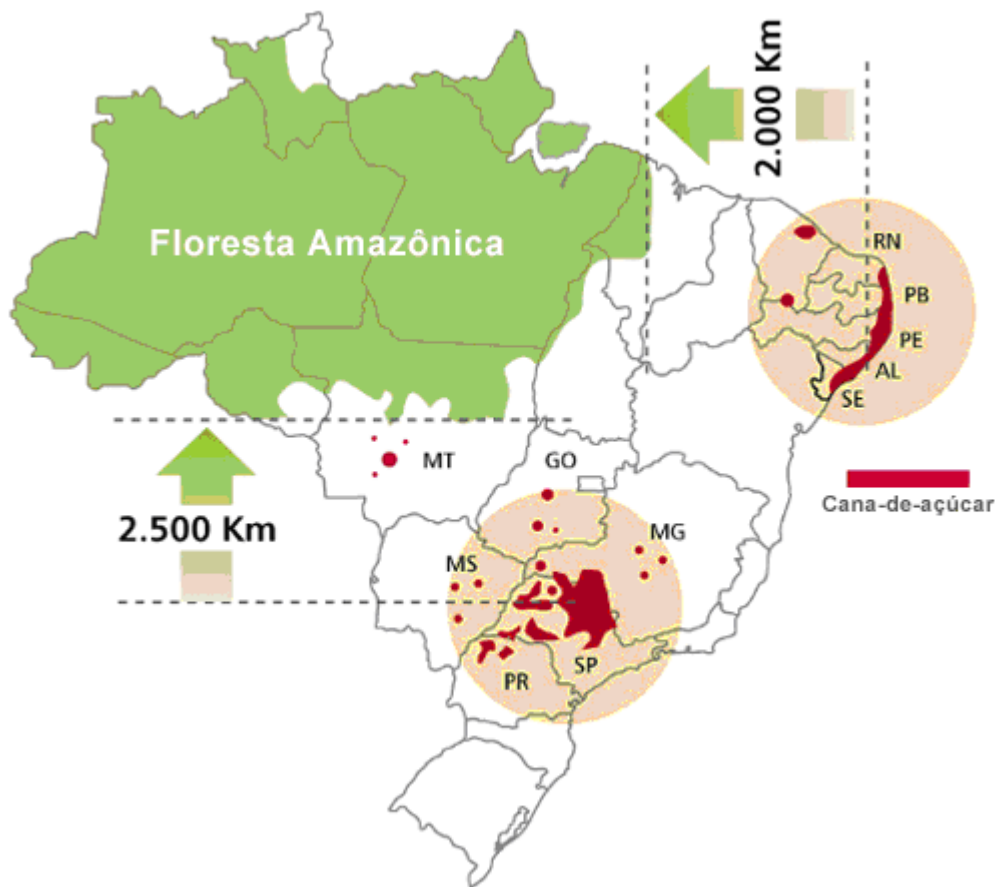 2.000 Km
Floresta Amazônica
RN
PB
PE
AL
SE
MT
GO
Cana-de-açúcar
2.500 Km
MG
MS
SP
PR